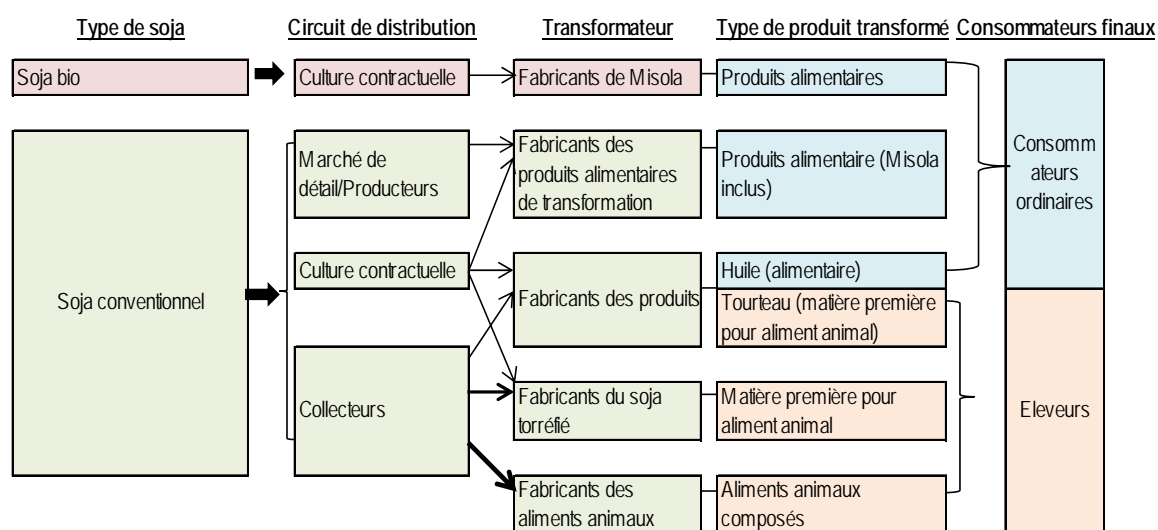 Type de soja
Circuit de distribution
Transformateur
Type de produit transformé
Consommateurs finaux
Soja bio
Culture contractuelle
Fabricants de Misola
Produits alimentaires
Soja conventionnel
Marché de
détail/Producteurs
Fabricants des
produits alimentaires
de transformation
Produits alimentaire (Misola
inclus)
Consomm
ateurs
ordinaires
Culture contractuelle
Fabricants des produits
Huile (alimentaire)
Tourteau (matière première
pour aliment animal)
Collecteurs
Fabricants du soja
torréfié
Matière première pour
aliment animal
Eleveurs
Fabricants des
aliments animaux
Aliments animaux
composés